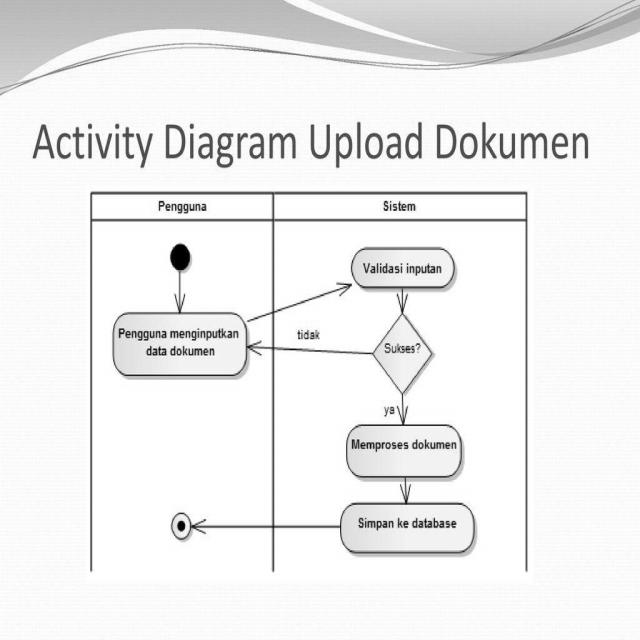 Activity Diagram Upload Dokumen
Pengguna
Sistem
Validasi inputan
Pengguna menginputkan
data dokumen
tidak
Sukses?
ya
Memproses dokumen
Simpan ke database